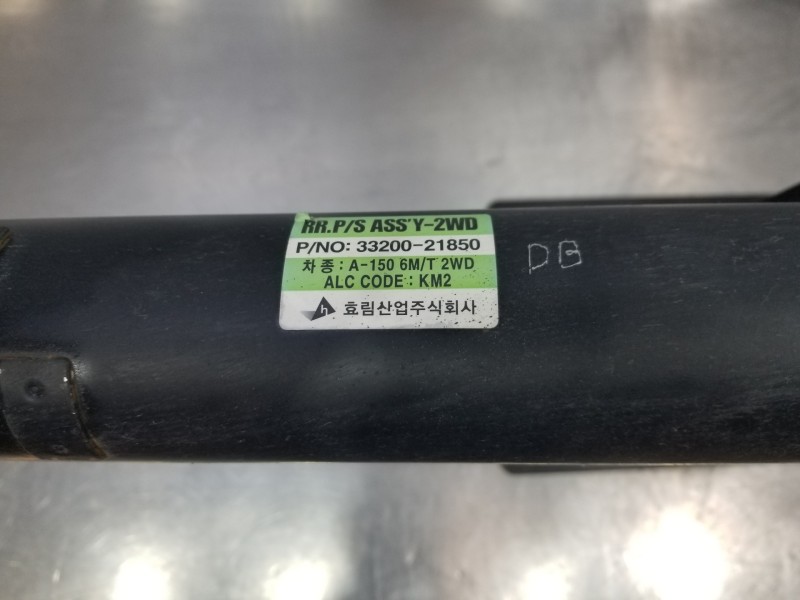 RR.P/S ASS'Y-2WD
P/NO: 33200-21850
차 종 : A-150 6M/T 2WD
ALC CODE : KM2
효림산업주식회사
DB